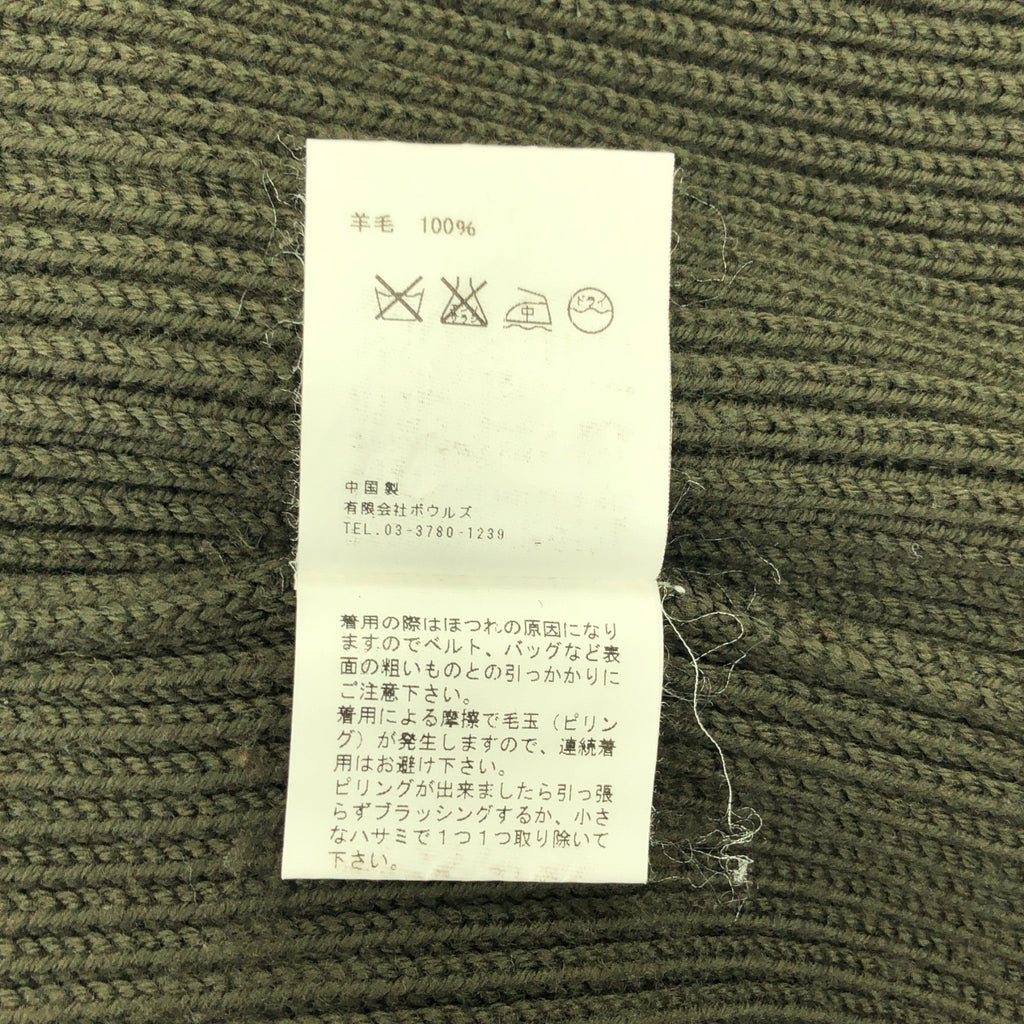 羊毛 100%
中 ドライ
中国製
有限会社ボウルズ
TEL.03-3780-1239
着用の際はほつれの原因になり
ますのでベルト、バッグなど表
面の粗いものとの引っかかりに
ご注意下さい。
着用による摩擦で毛玉（ピリン
グ）が発生しますので、連続着
用はお避け下さい。
ピリングが出来ましたら引っ張
らずブラッシングするか、小さ
なハサミで１つ１つ取り除いて
下さい。